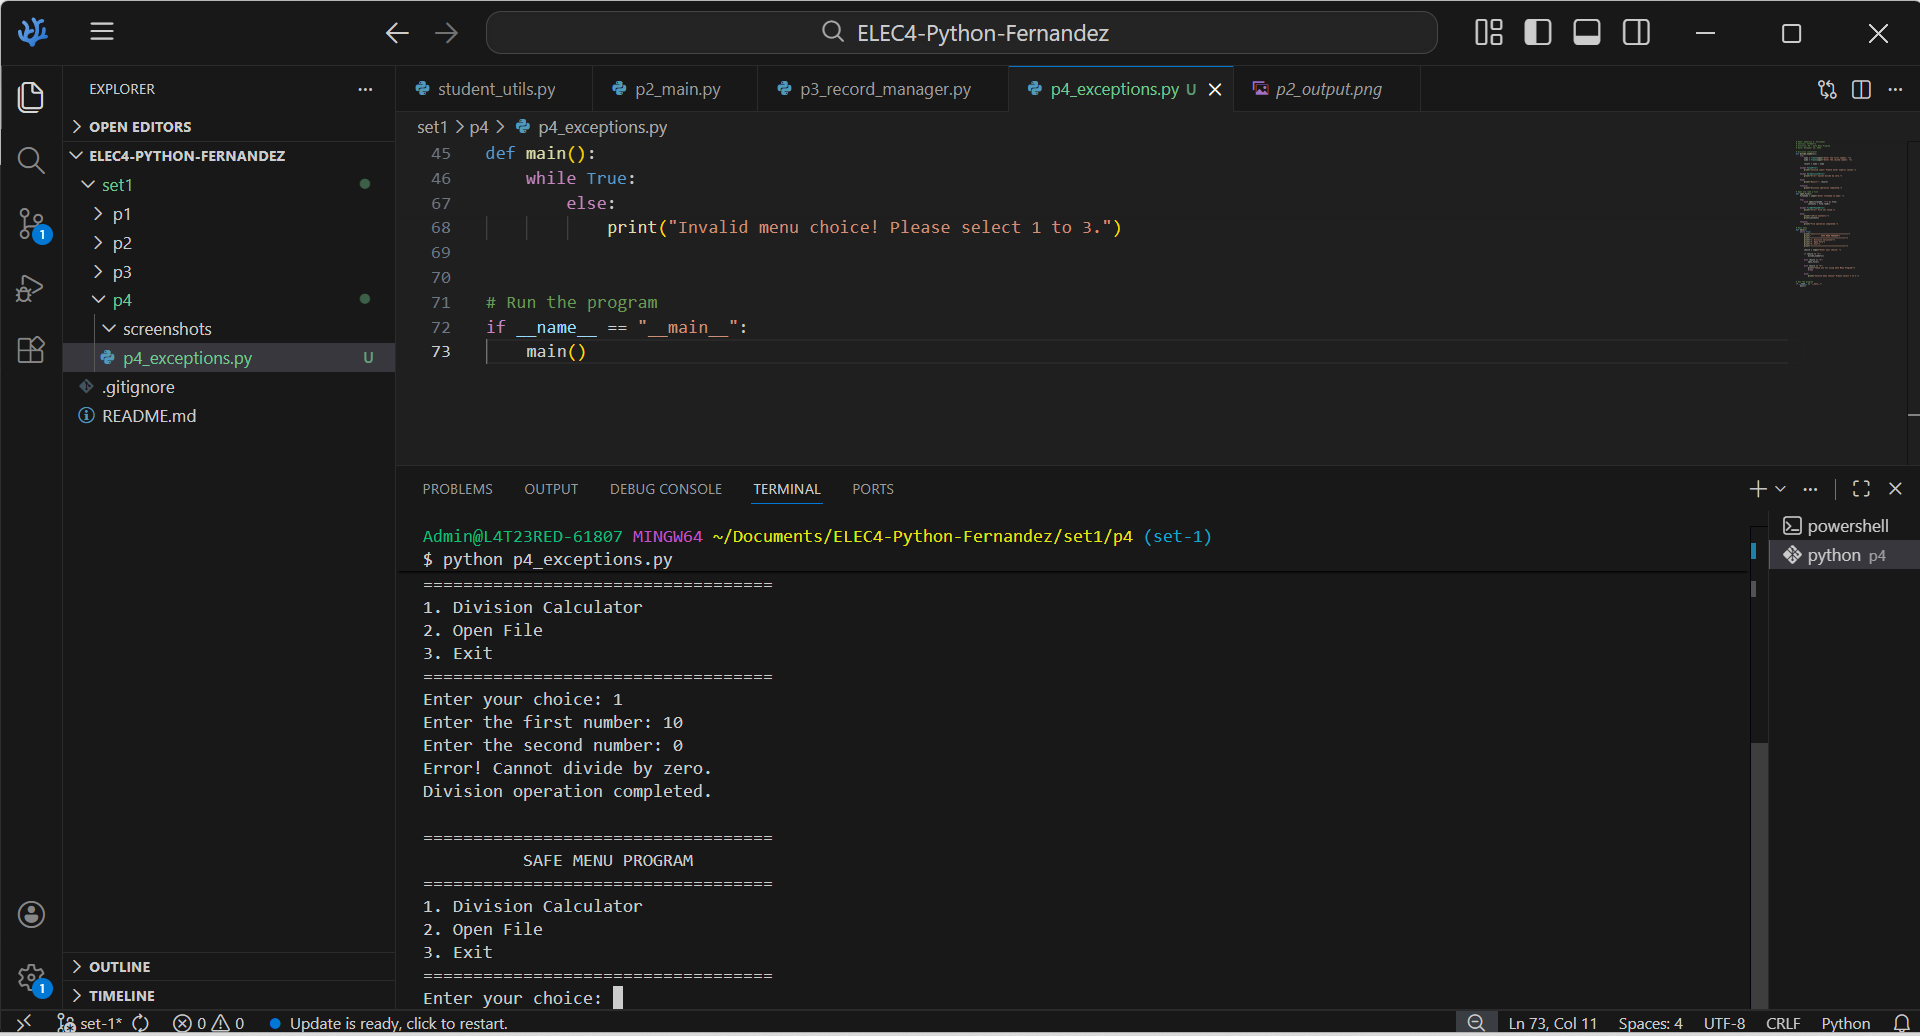 ELEC4-Python-Fernandez
EXPLORER
OPEN EDITORS
ELEC4-PYTHON-FERNANDEZ
set1
p1
p2
p3
p4
screenshots
p4_exceptions.py U
.gitignore
README.md
OUTLINE
TIMELINE
student_utils.py
p2_main.py
p3_record_manager.py
p4_exceptions.py U
p2_output.png
set1 > p4 > p4_exceptions.py
45 def main():
46 while True:
67 else:
68 print("Invalid menu choice! Please select 1 to 3.")
69
70
71 # Run the program
72 if __name__ == "__main__":
73 main()
PROBLEMS OUTPUT DEBUG CONSOLE TERMINAL PORTS
Admin@L4T23RED-61807 MINGW64 ~/Documents/ELEC4-Python-Fernandez/set1/p4 (set-1)
$ python p4_exceptions.py
===================================
1. Division Calculator
2. Open File
3. Exit
===================================
Enter your choice: 1
Enter the first number: 10
Enter the second number: 0
Error! Cannot divide by zero.
Division operation completed.
===================================
SAFE MENU PROGRAM
===================================
1. Division Calculator
2. Open File
3. Exit
===================================
Enter your choice:
powershell
python p4
1
1
set-1* 0 0 Update is ready, click to restart.
Ln 73, Col 11 Spaces: 4 UTF-8 CRLF Python